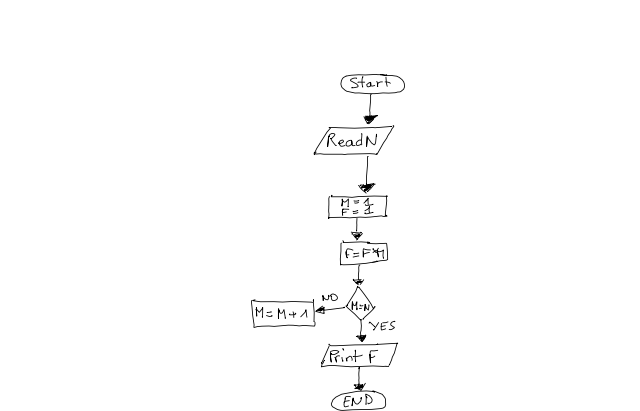 Start
Read N
M = 1
F = 1
F = F*M
M=N
NO
M = M + 1
YES
Print F
END